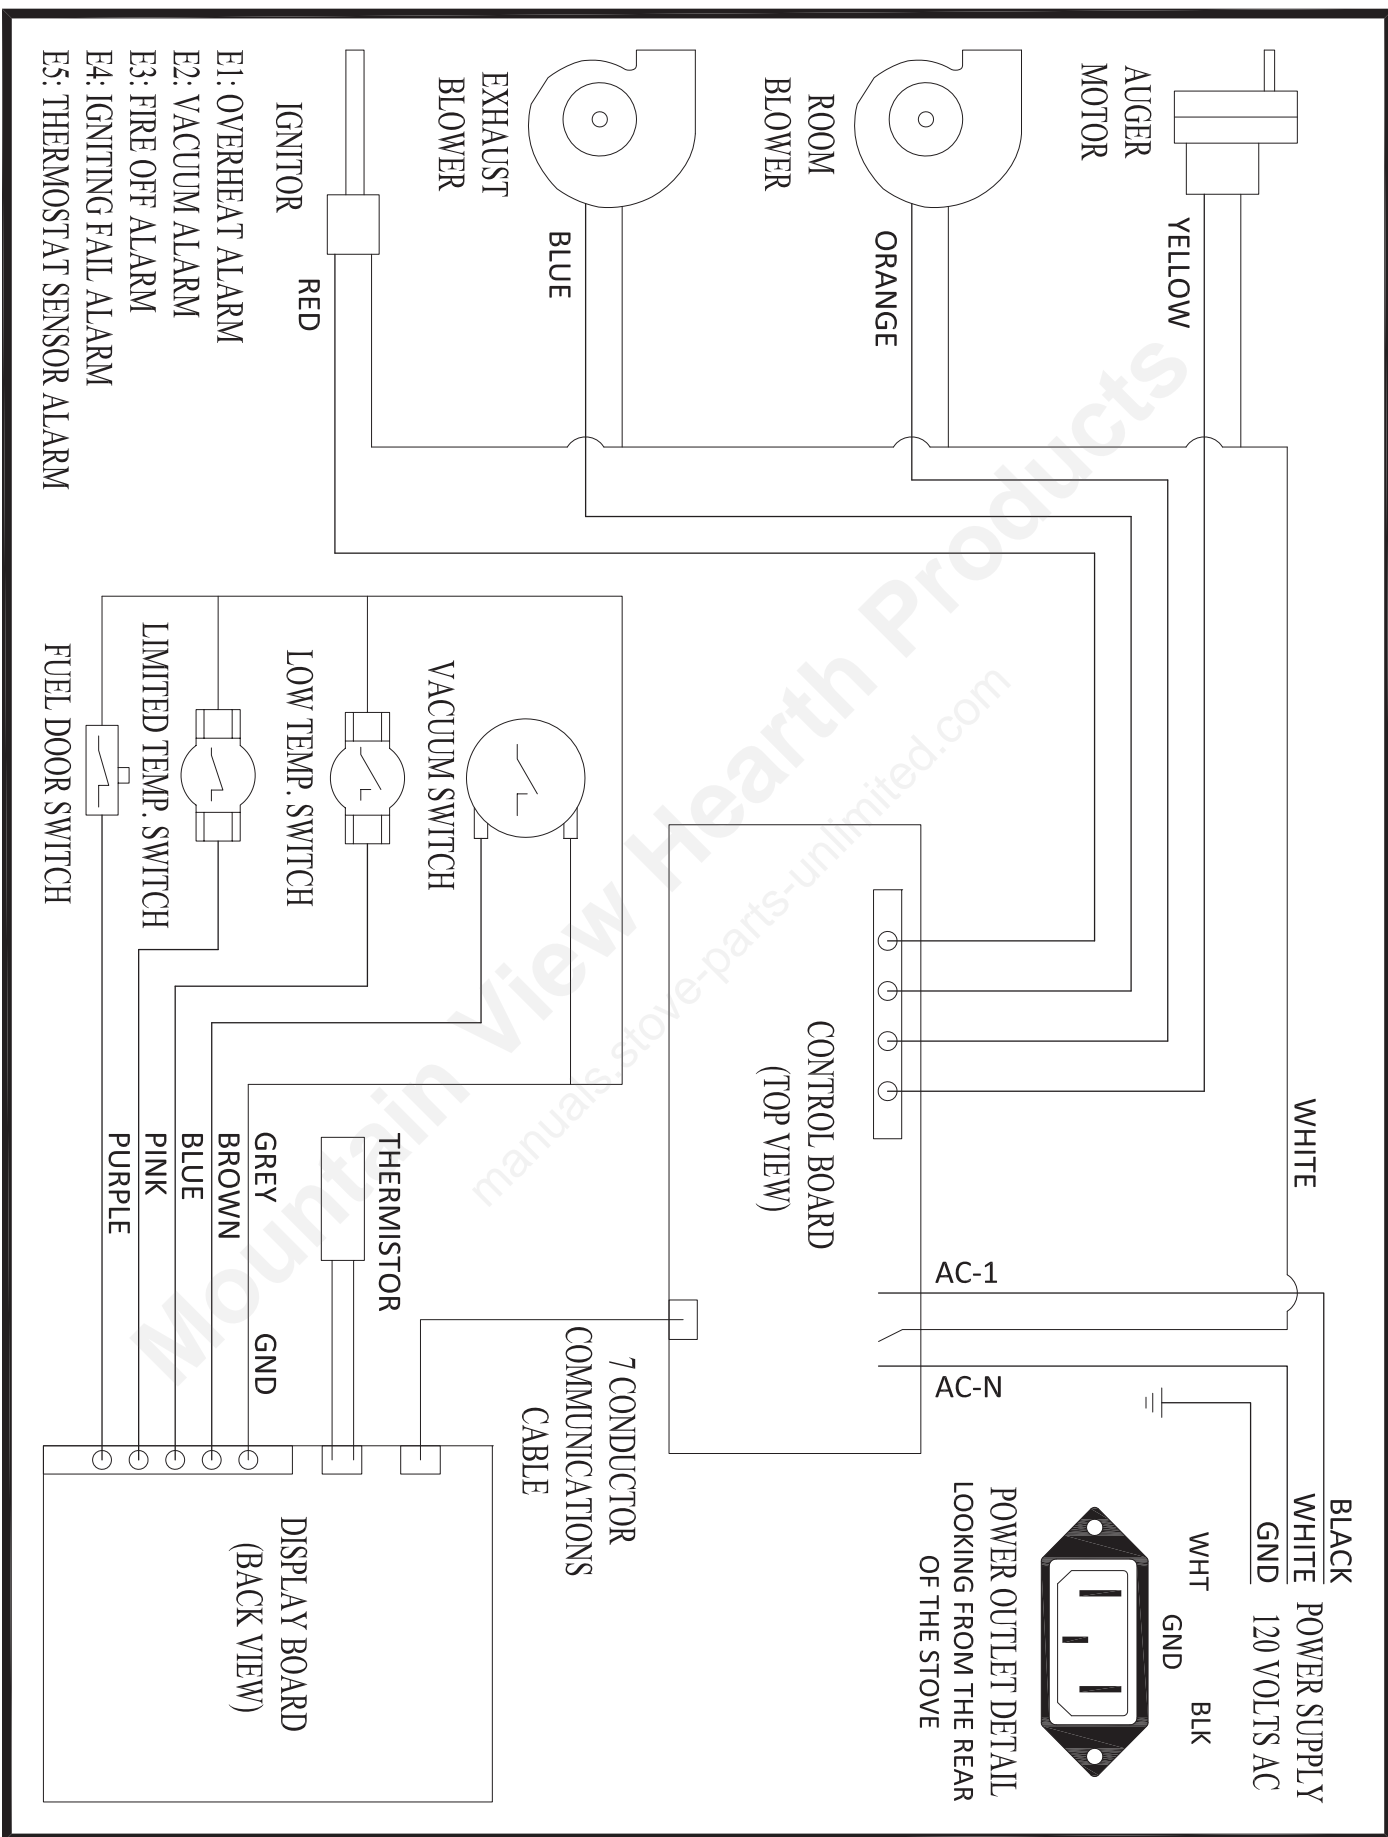 AUGER
MOTOR
YELLOW
ROOM
BLOWER
ORANGE
EXHAUST
BLOWER
BLUE
IGNITOR
RED
E1: OVERHEAT ALARM
E2: VACUUM ALARM
E3: FIRE OFF ALARM
E4: IGNITING FAIL ALARM
E5: THERMOSTAT SENSOR ALARM
WHITE
CONTROL BOARD
(TOP VIEW)
AC-1
AC-N
VACUUM SWITCH
LOW TEMP. SWITCH
LIMITED TEMP. SWITCH
FUEL DOOR SWITCH
THERMISTOR
GREY
GND
BROWN
BLUE
PINK
PURPLE
7 CONDUCTOR
COMMUNICATIONS
CABLE
BLACK
WHITE
GND
POWER SUPPLY
120 VOLTS AC
WHT
GND
BLK
POWER OUTLET DETAIL
LOOKING FROM THE REAR
OF THE STOVE
DISPLAY BOARD
(BACK VIEW)
Mountain View Hearth Products
manuals.stove-parts-unlimited.com